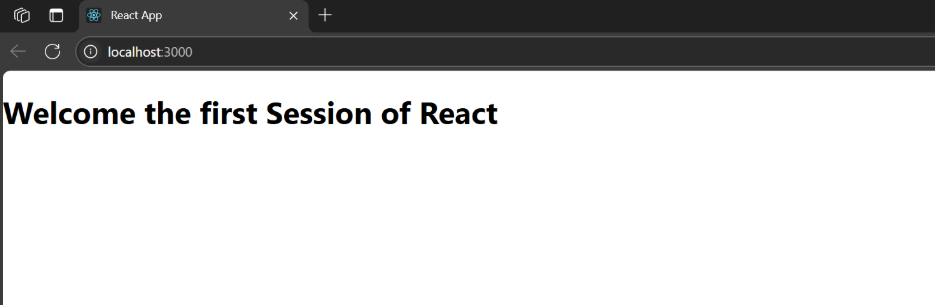 React App
localhost:3000
Welcome the first Session of React